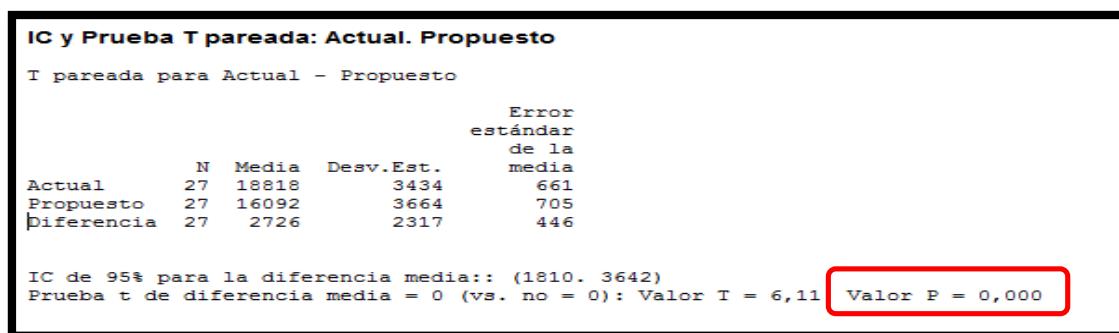 IC y Prueba T pareada: Actual. Propuesto
T pareada para Actual - Propuesto
Error
estándar
de la
N Media Desv.Est. media
Actual 27 18818 3434 661
Propuesto 27 16092 3664 705
Diferencia 27 2726 2317 446
IC de 95% para la diferencia media:: (1810. 3642)
Prueba t de diferencia media = 0 (vs. no = 0): Valor T = 6,11 Valor P = 0,000